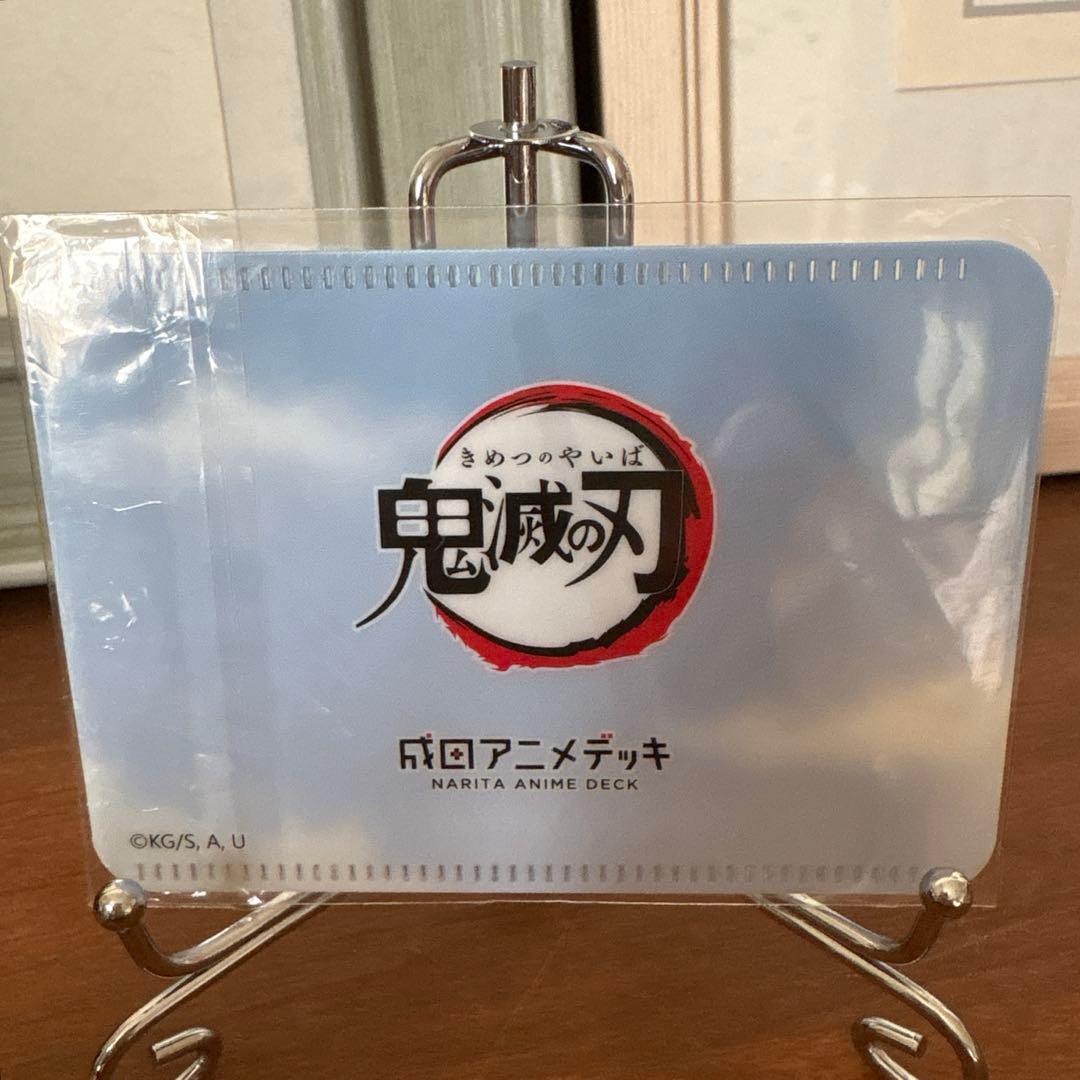 きめつのやいば
鬼滅の刃
成田アニメデッキ
NARITA ANIME DECK
©KG/S, A, U